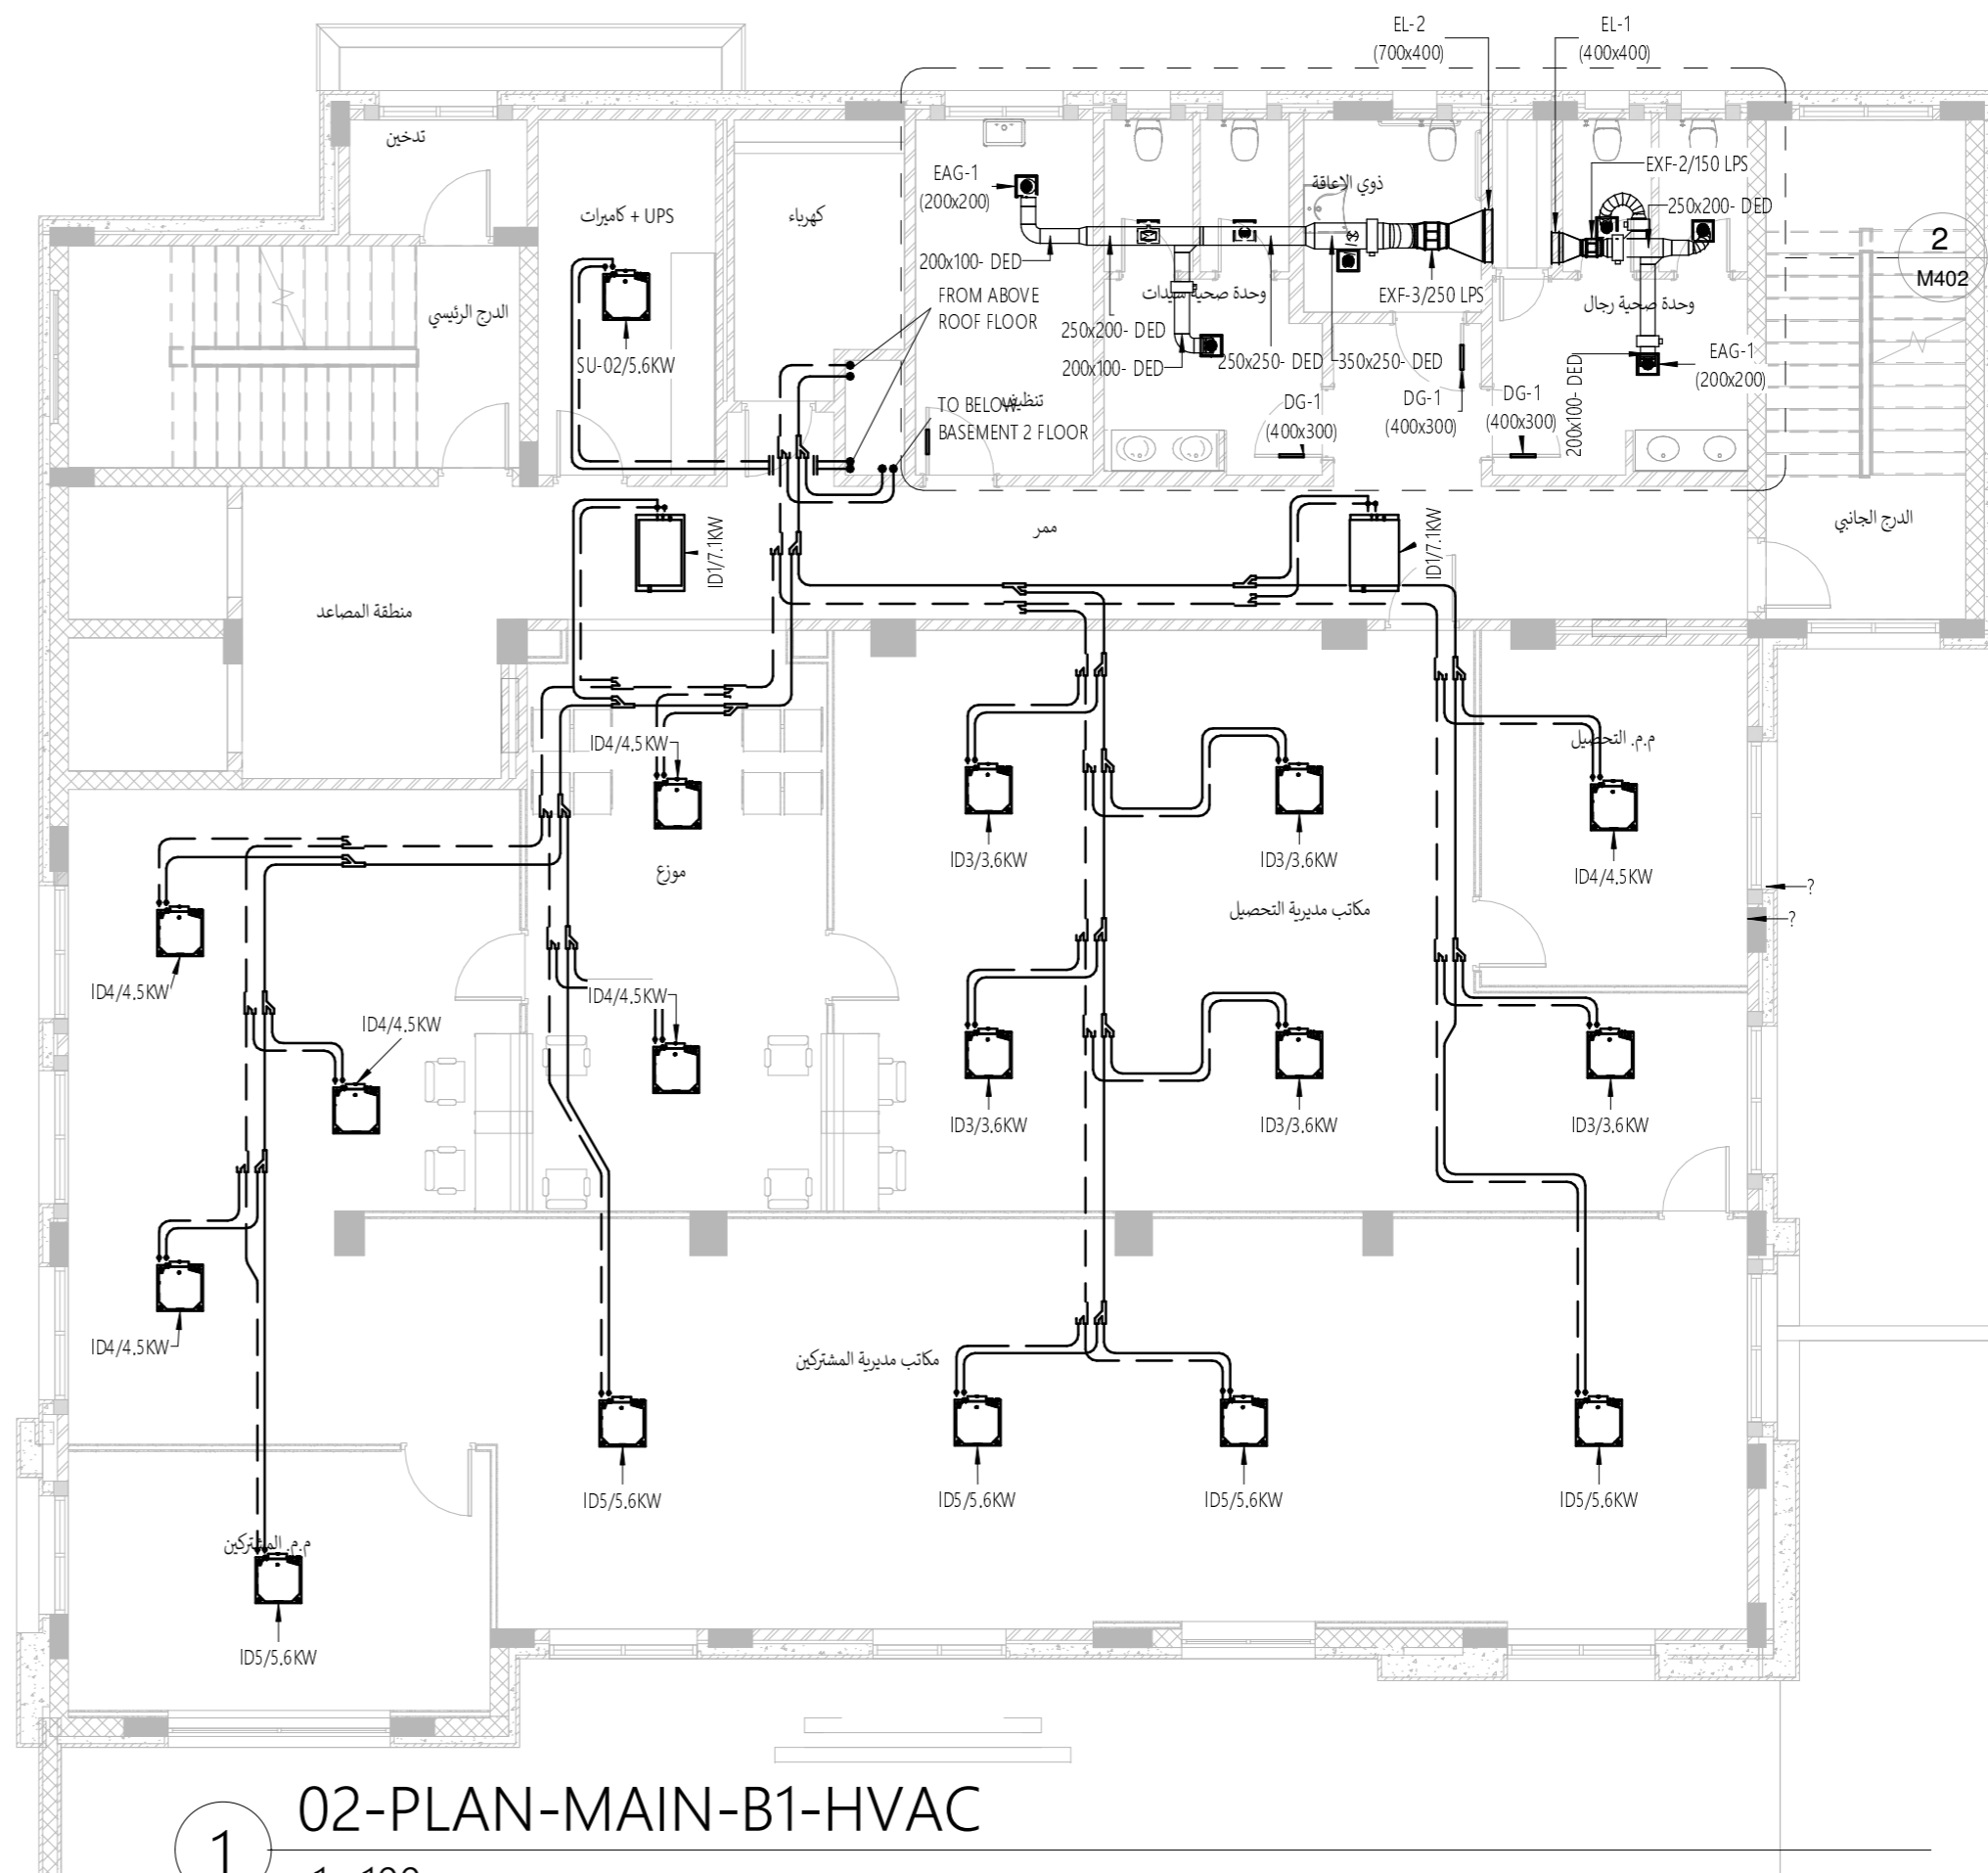 EL-2
(700x400)
EL-1
(400x400)
تدخين
EAG-1
(200x200)
ذوي الاعاقة
EXF-2/150 LPS
250x200- DED
كاميرات + UPS
كهرباء
2
M402
200x100- DED
FROM ABOVE
ROOF FLOOR
وحدة صحية سيدات
EXF-3/250 LPS
وحدة صحية رجال
الدرج الرئيسي
250x200- DED
200x100- DED
250x250- DED
350x250- DED
200x100- DED
EAG-1
(200x200)
SU-02/5.6KW
تنظيف
TO BELOW
BASEMENT 2 FLOOR
DG-1
(400x300)
DG-1
(400x300)
DG-1
(400x300)
ID1/7.1KW
ممر
ID1/7.1KW
الدرج الجانبي
منطقة المصاعد
ID4/4.5KW
م.م. التحصيل
ID3/3.6KW
ID3/3.6KW
ID4/4.5KW
موزع
?
?
مكاتب مديرية التحصيل
ID4/4.5KW
ID4/4.5KW
ID4/4.5KW
ID3/3.6KW
ID3/3.6KW
ID3/3.6KW
ID4/4.5KW
مكاتب مديرية المشتركين
ID5/5.6KW
ID5/5.6KW
ID5/5.6KW
ID5/5.6KW
م.م. المشتركين
ID5/5.6KW
02-PLAN-MAIN-B1-HVAC
1